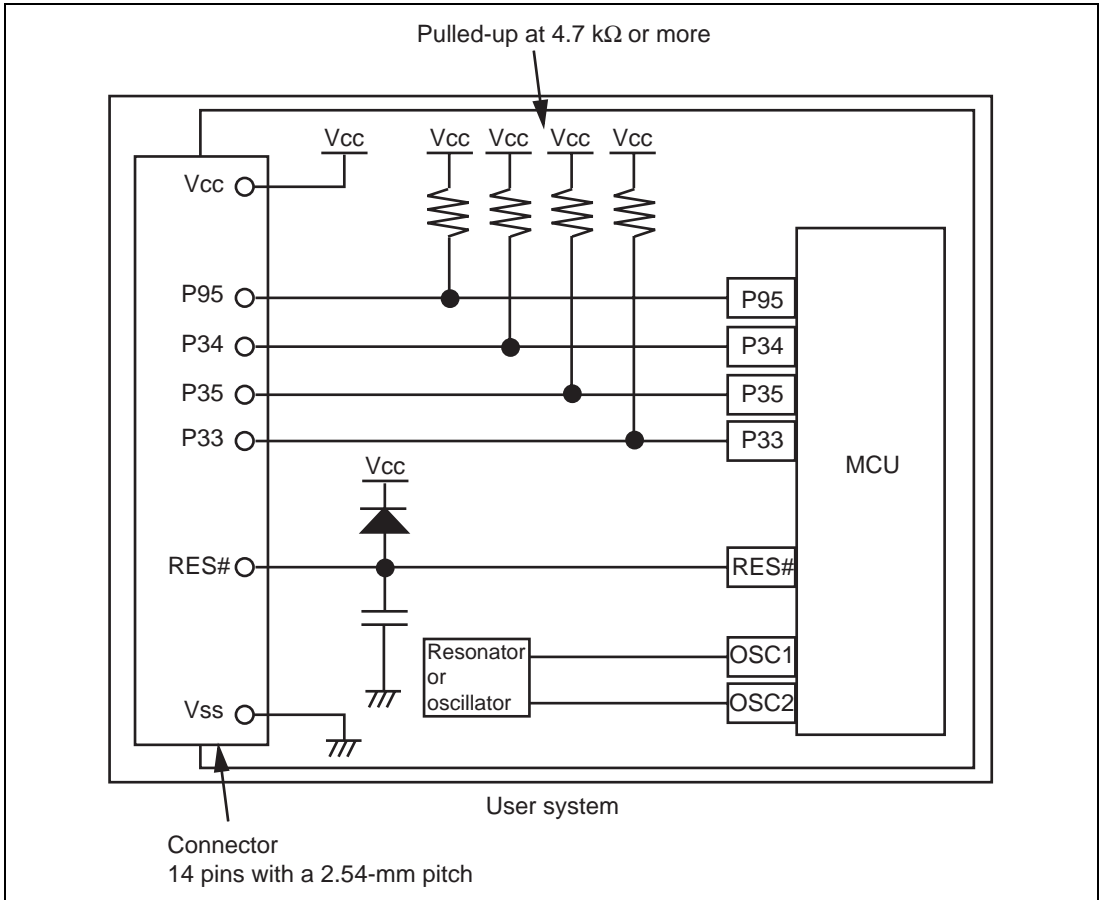 Pulled-up at 4.7 kΩ or more
Vcc
Vcc
Vcc
Vcc
Vcc
Vcc
P95
P95
P34
P34
P35
P35
P33
P33
MCU
Vcc
RES#
RES#
Resonator
or
oscillator
OSC1
OSC2
Vss
User system
Connector
14 pins with a 2.54-mm pitch